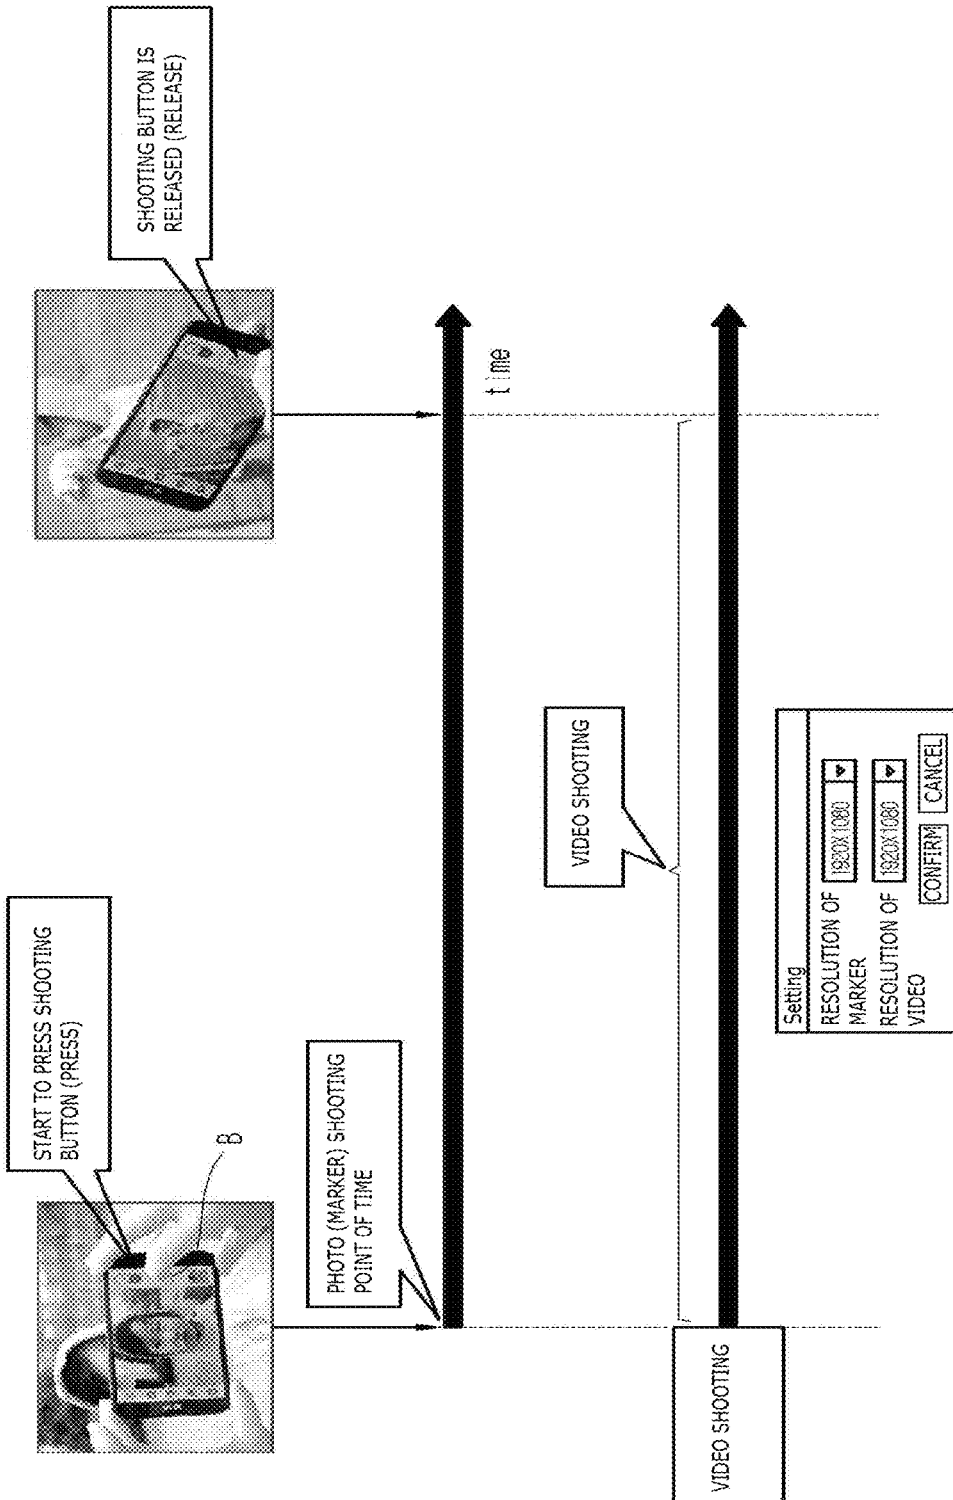 START TO PRESS SHOOTING
BUTTON (PRESS)
SHOOTING BUTTON IS
RELEASED (RELEASE)
B
PHOTO (MARKER) SHOOTING
POINT OF TIME
time
VIDEO SHOOTING
VIDEO SHOOTING
Setting
RESOLUTION OF
MARKER
1920X1080
RESOLUTION OF
VIDEO
1920X1080
CONFIRM
CANCEL